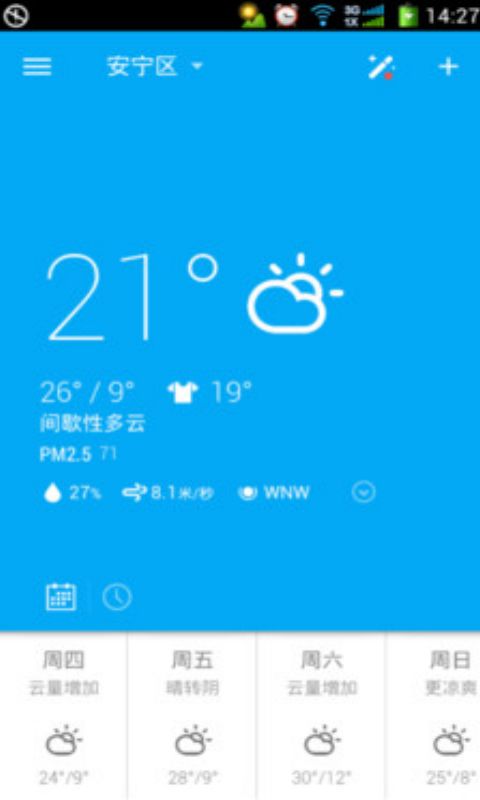 3G
1X
14:27
安宁区
21°
26° / 9° 19°
间歇性多云
PM2.5 71
27% 8.1米/秒 WNW
周四 周五 周六 周日
云量增加 晴转阴 云量增加 更凉爽
24°/9° 28°/9° 30°/12° 25°/8°